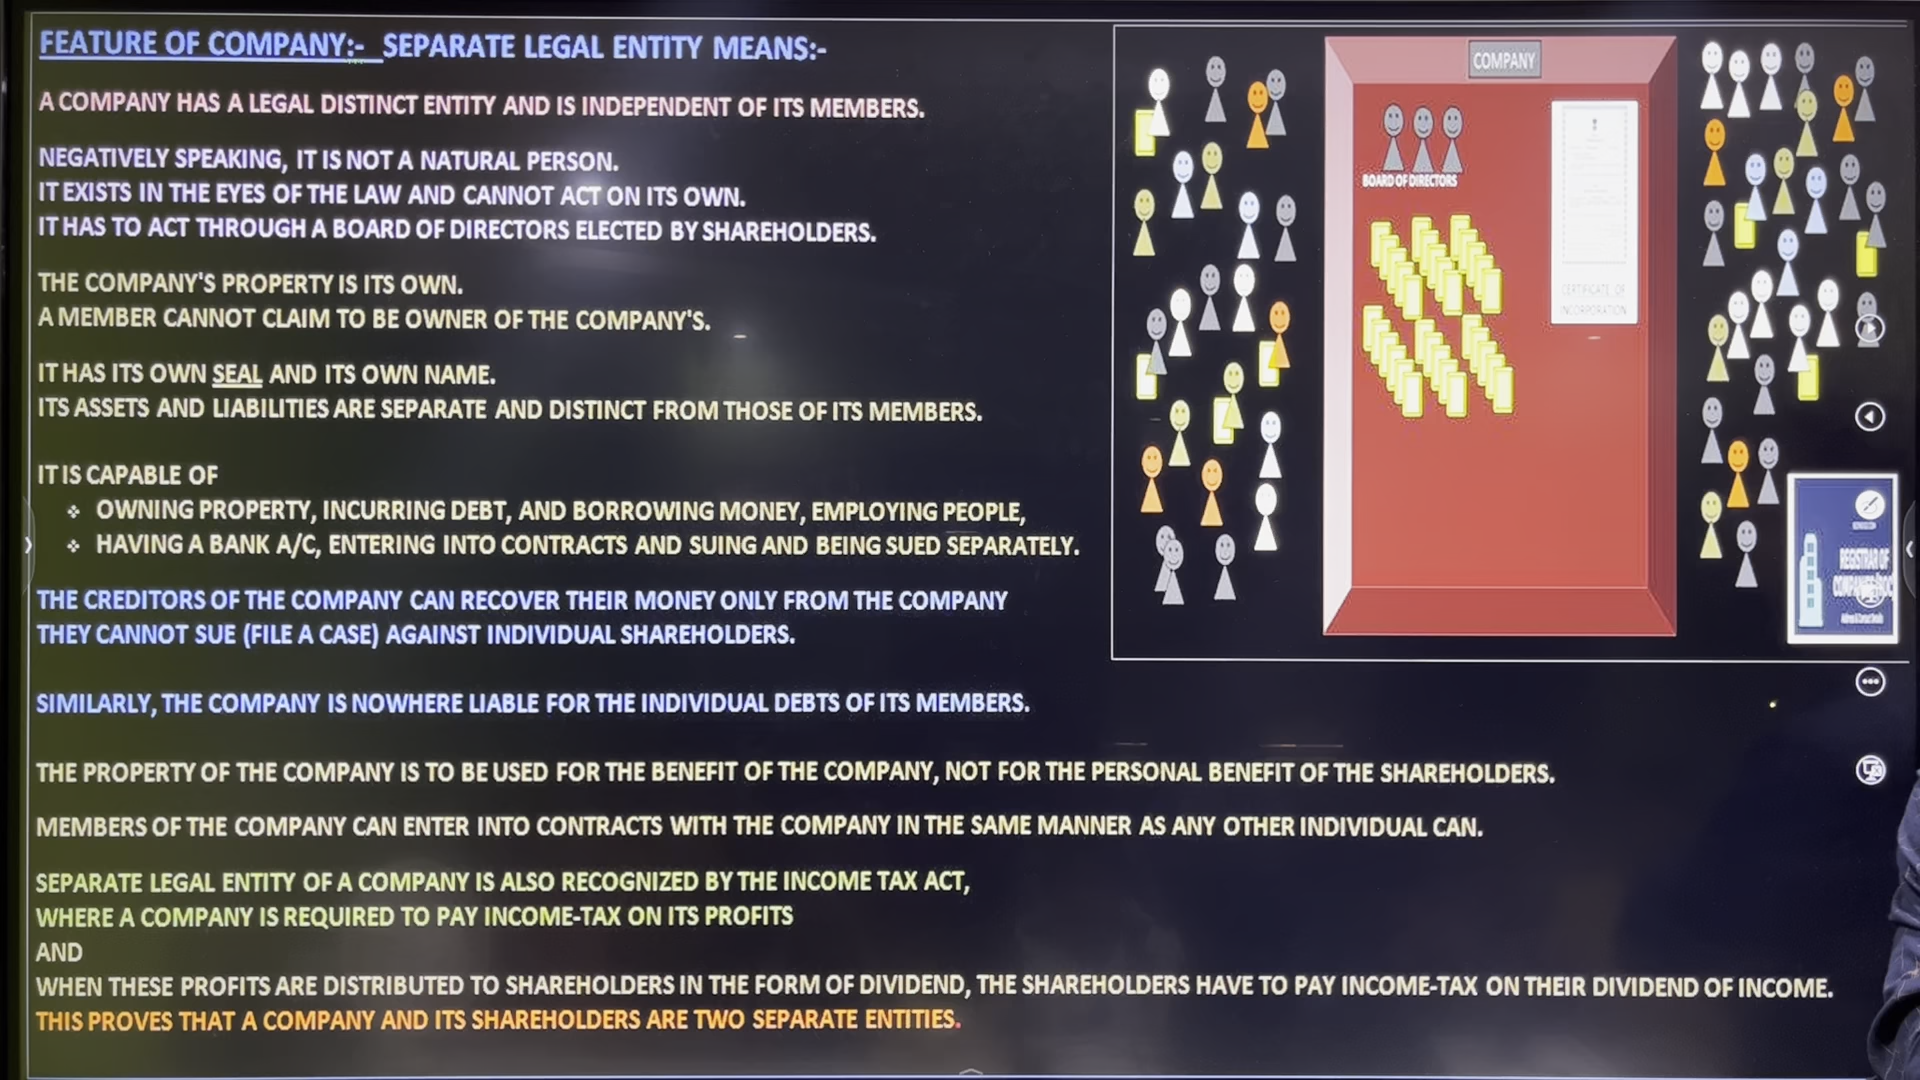 FEATURE OF COMPANY:- SEPARATE LEGAL ENTITY MEANS:-
A COMPANY HAS A LEGAL DISTINCT ENTITY AND IS INDEPENDENT OF ITS MEMBERS.
NEGATIVELY SPEAKING, IT IS NOT A NATURAL PERSON.
IT EXISTS IN THE EYES OF THE LAW AND CANNOT ACT ON ITS OWN.
IT HAS TO ACT THROUGH A BOARD OF DIRECTORS ELECTED BY SHAREHOLDERS.
THE COMPANY'S PROPERTY IS ITS OWN.
A MEMBER CANNOT CLAIM TO BE OWNER OF THE COMPANY'S.
IT HAS ITS OWN SEAL AND ITS OWN NAME.
ITS ASSETS AND LIABILITIES ARE SEPARATE AND DISTINCT FROM THOSE OF ITS MEMBERS.
IT IS CAPABLE OF
❖ OWNING PROPERTY, INCURRING DEBT, AND BORROWING MONEY, EMPLOYING PEOPLE,
❖ HAVING A BANK A/C, ENTERING INTO CONTRACTS AND SUING AND BEING SUED SEPARATELY.
THE CREDITORS OF THE COMPANY CAN RECOVER THEIR MONEY ONLY FROM THE COMPANY
THEY CANNOT SUE (FILE A CASE) AGAINST INDIVIDUAL SHAREHOLDERS.
SIMILARLY, THE COMPANY IS NOWHERE LIABLE FOR THE INDIVIDUAL DEBTS OF ITS MEMBERS.
THE PROPERTY OF THE COMPANY IS TO BE USED FOR THE BENEFIT OF THE COMPANY, NOT FOR THE PERSONAL BENEFIT OF THE SHAREHOLDERS.
MEMBERS OF THE COMPANY CAN ENTER INTO CONTRACTS WITH THE COMPANY IN THE SAME MANNER AS ANY OTHER INDIVIDUAL CAN.
SEPARATE LEGAL ENTITY OF A COMPANY IS ALSO RECOGNIZED BY THE INCOME TAX ACT,
WHERE A COMPANY IS REQUIRED TO PAY INCOME-TAX ON ITS PROFITS
AND
WHEN THESE PROFITS ARE DISTRIBUTED TO SHAREHOLDERS IN THE FORM OF DIVIDEND, THE SHAREHOLDERS HAVE TO PAY INCOME-TAX ON THEIR DIVIDEND OF INCOME.
THIS PROVES THAT A COMPANY AND ITS SHAREHOLDERS ARE TWO SEPARATE ENTITIES.
COMPANY
BOARD OF DIRECTORS
CERTIFICATE OF
INCORPORATION
REGISTRAR OF